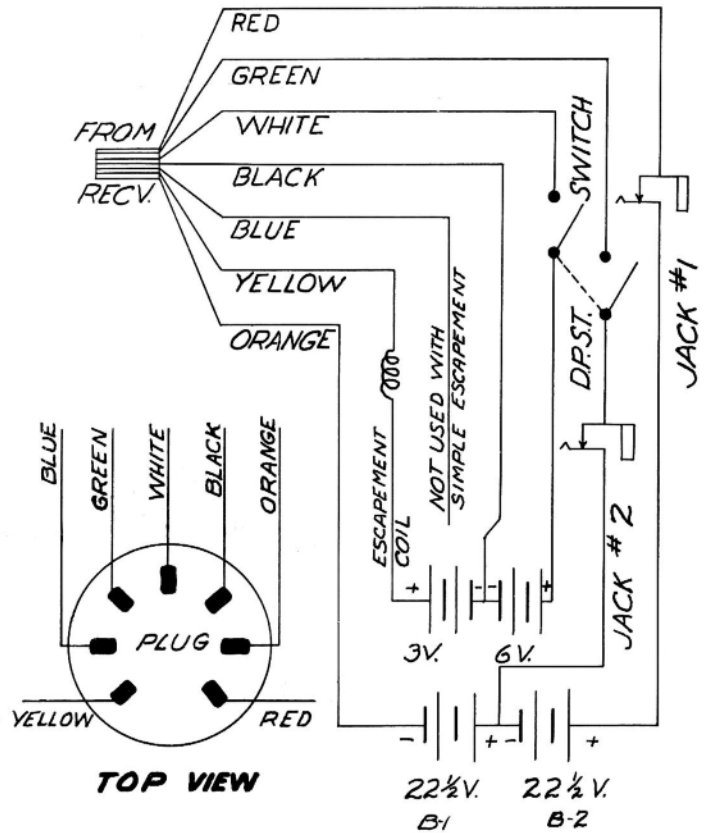 RED
GREEN
FROM
WHITE
RECV.
BLACK
BLUE
YELLOW
ORANGE
SWITCH
D.P.S.T.
JACK #1
JACK #2
NOT USED WITH
SIMPLE ESCAPEMENT
ESCAPEMENT
COIL
BLUE
GREEN
WHITE
BLACK
ORANGE
PLUG
YELLOW
RED
TOP VIEW
+ - - +
3V. 6V.
- + - +
22½V. 22½V.
B-1 B-2